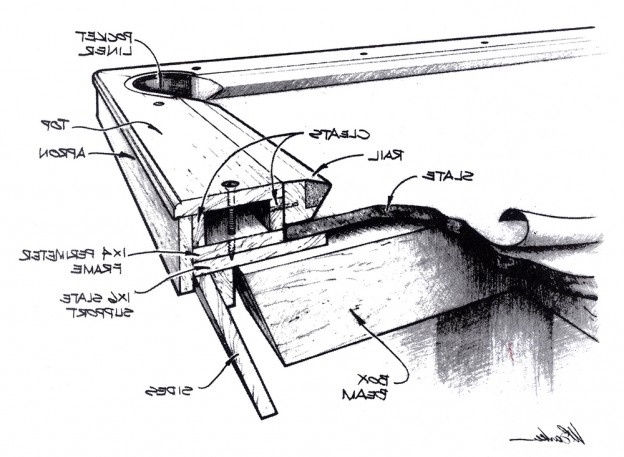 POCKET
LINER
TOP
APRON
CLEATS
RAIL
SLATE
1X4 PERIMETER
FRAME
1X6 SLATE
SUPPORT
SIDES
BOX
BEAM